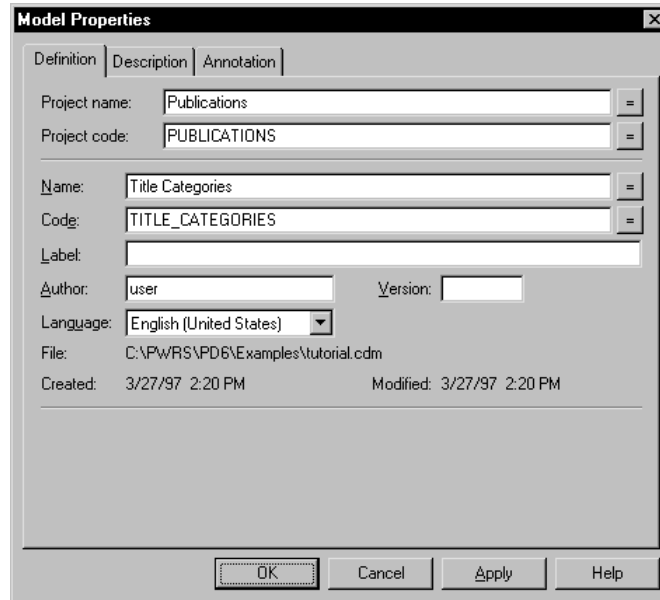 Model Properties
Definition Description Annotation
Project name: Publications =
Project code: PUBLICATIONS =
Name: Title Categories =
Code: TITLE_CATEGORIES =
Label:
Author: user Version:
Language: English (United States)
File: C:\PWRS\PD6\Examples\tutorial.cdm
Created: 3/27/97 2:20 PM Modified: 3/27/97 2:20 PM
OK Cancel Apply Help